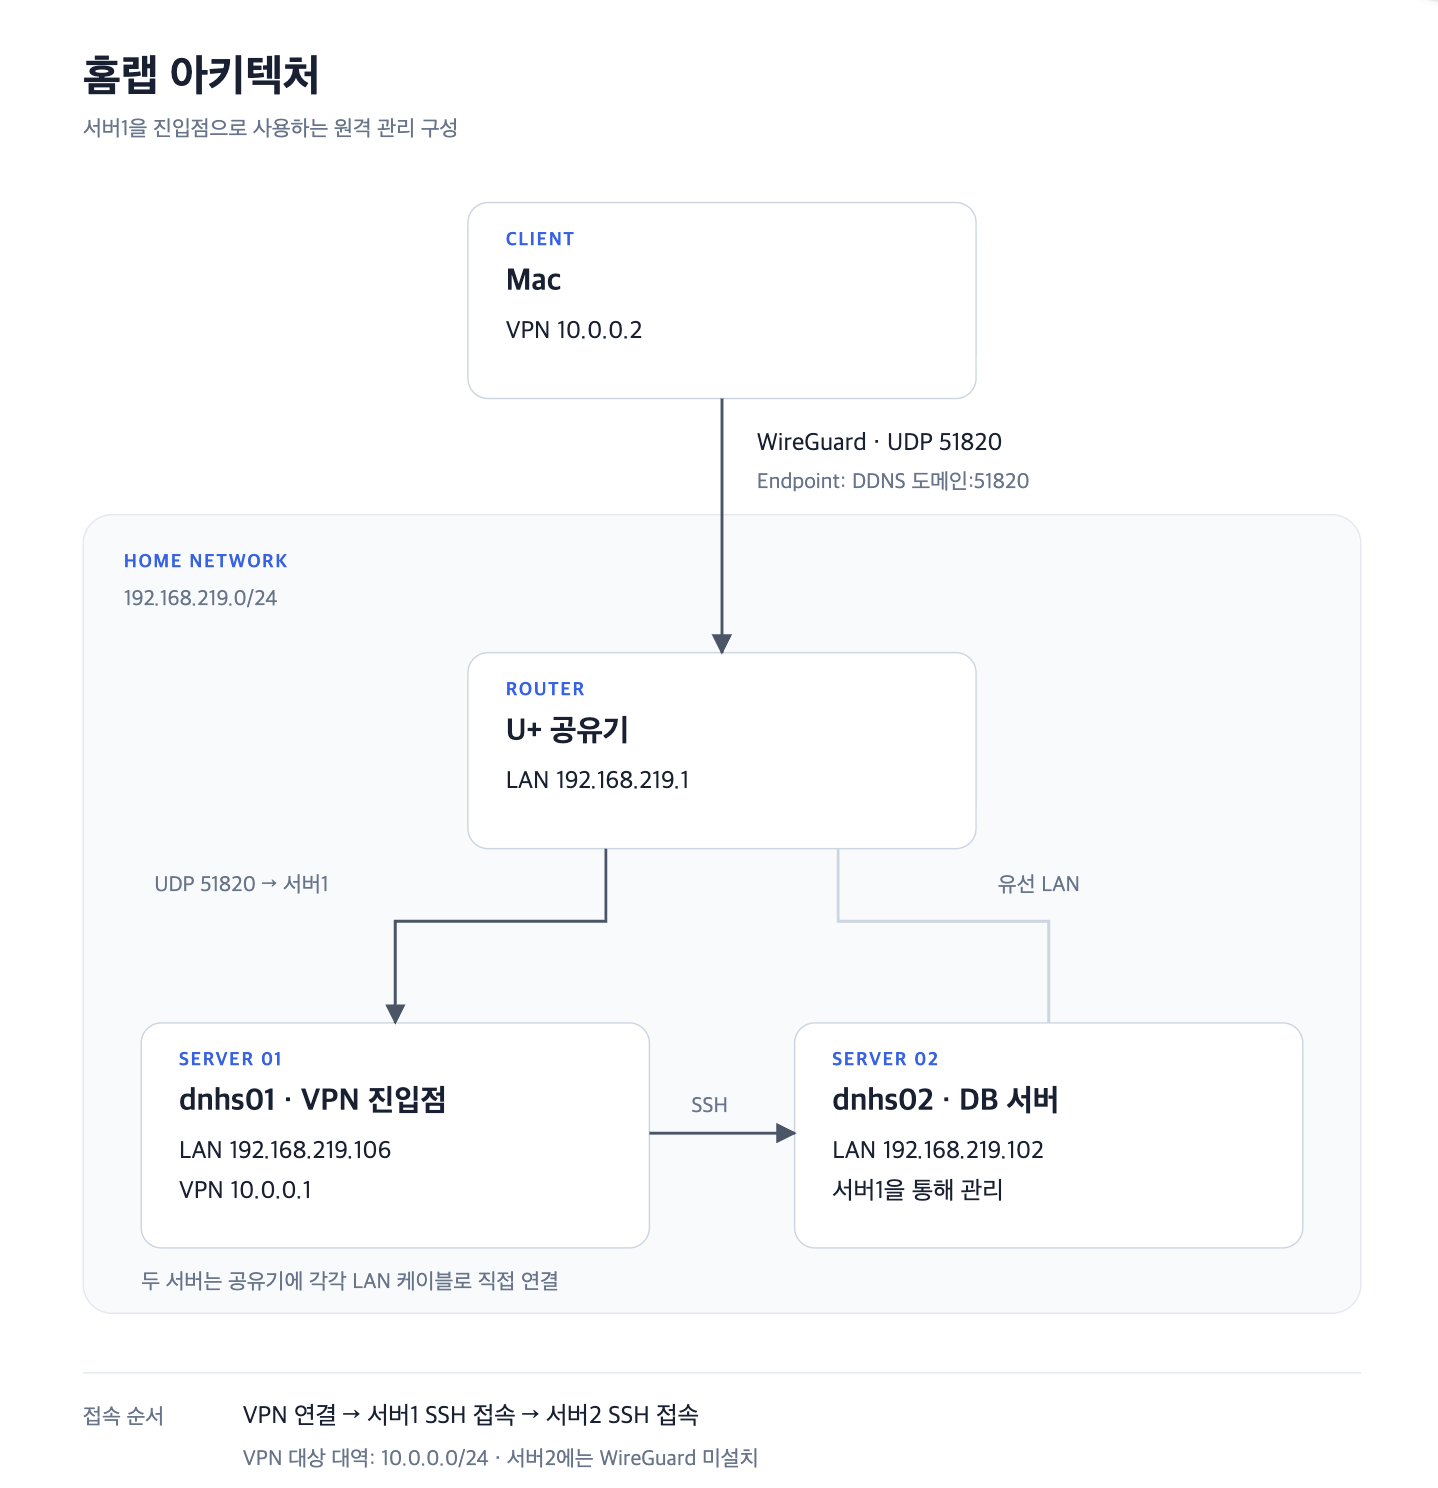 홈랩 아키텍처
서버1을 진입점으로 사용하는 원격 관리 구성
CLIENT
Mac
VPN 10.0.0.2
WireGuard · UDP 51820
Endpoint: DDNS 도메인:51820
HOME NETWORK
192.168.219.0/24
ROUTER
U+ 공유기
LAN 192.168.219.1
UDP 51820 → 서버1
유선 LAN
SERVER 01
dnhs01 · VPN 진입점
LAN 192.168.219.106
VPN 10.0.0.1
SSH
SERVER 02
dnhs02 · DB 서버
LAN 192.168.219.102
서버1을 통해 관리
두 서버는 공유기에 각각 LAN 케이블로 직접 연결
접속 순서
VPN 연결 → 서버1 SSH 접속 → 서버2 SSH 접속
VPN 대상 대역: 10.0.0.0/24 · 서버2에는 WireGuard 미설치